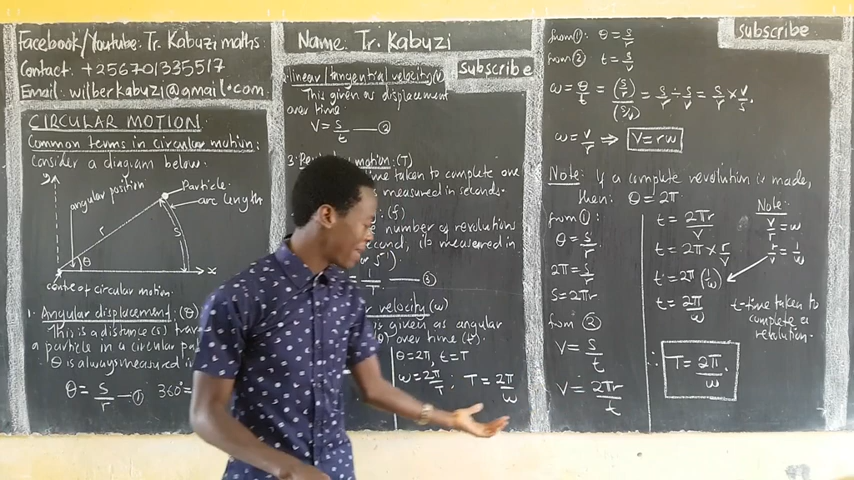 Facebook/Youtube: Tr. Kabuzi maths
Contact: +256701335517
Email: wilberkabuzi@gmail.com
CIRCULAR MOTION
Common terms in circular motion:
Consider a diagram below.
y
angular position
Particle
arc length
r
S
θ
x
centre of circular motion
1. Angular displacement: (θ)
This is a distance (s)
a particle in a circular
θ is always measured in
θ = s/r — ①
360° =
Name: Tr. Kabuzi
subscribe
linear/tangential velocity(v)
This given as displacement
over time
V = s/t — ②
3. motion: (T)
time taken to complete one
measured in seconds.
: (f)
number of revolutions
second, its measured in
— ⑤
velocity (ω)
is given as angular
over time (t).
θ=2π, t=T
ω = 2π/T ; T = 2π/ω
subscribe
from ①: θ = s/r
from ②: t = s/v
ω = θ/t = (s/r)/(s/v) = s/r ÷ s/v = s/r × v/s.
ω = v/r ⇒ V = rω
Note: If a complete revolution is made,
then: θ = 2π
from ①:
θ = s/r
2π = s/r
s = 2πr
from ②
V = s/t
V = 2πr/t
t = 2πr/v
t = 2π × r/v
t = 2π (1/ω)
t = 2π/ω
∴ T = 2π/ω
Note:
v/r = ω
r/v = 1/ω
t-time taken to
complete a
revolution.